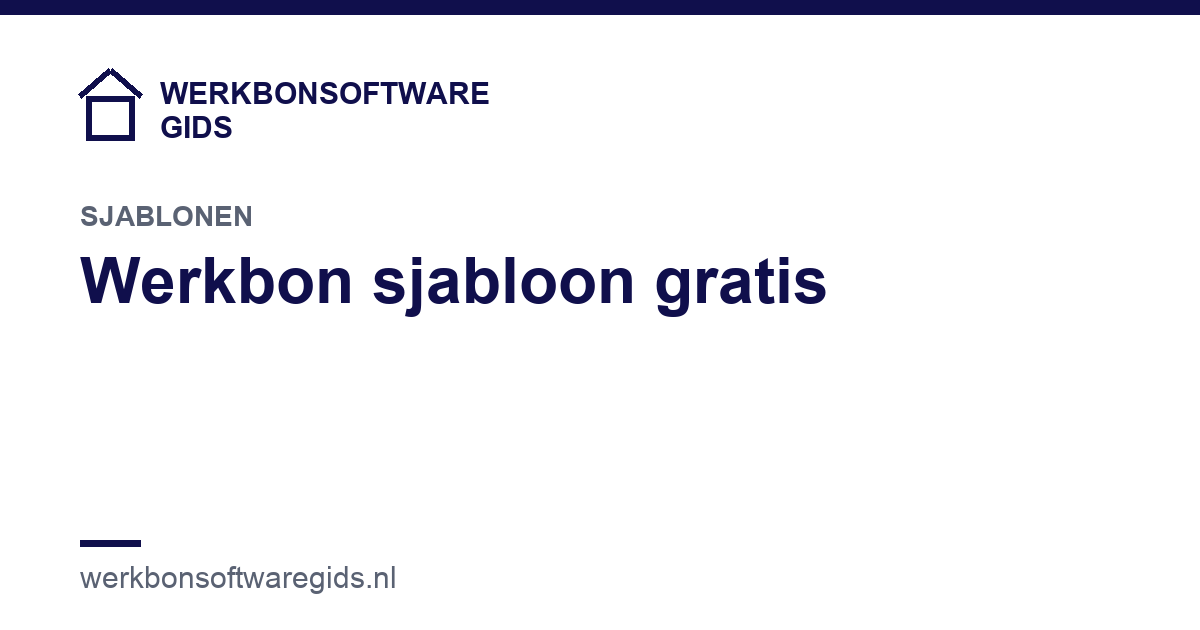 WERKBONSOFTWARE
GIDS
SJABLONEN
Werkbon sjabloon gratis
werkbonsoftwaregids.nl